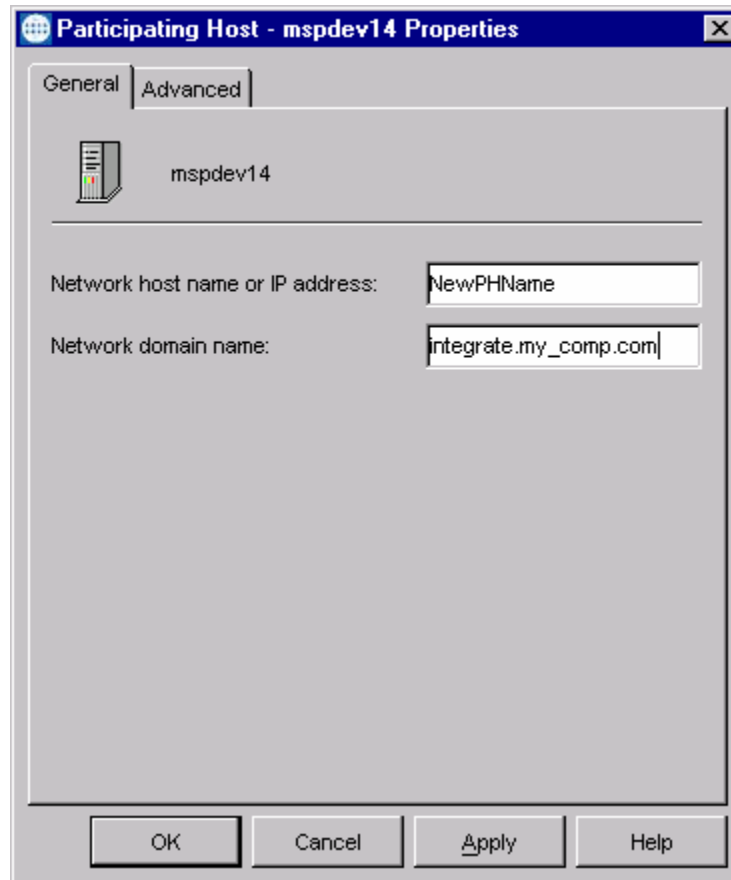 Participating Host - mspdev14 Properties
General Advanced
mspdev14
Network host name or IP address: NewPHName
Network domain name: integrate.my_comp.com
OK Cancel Apply Help